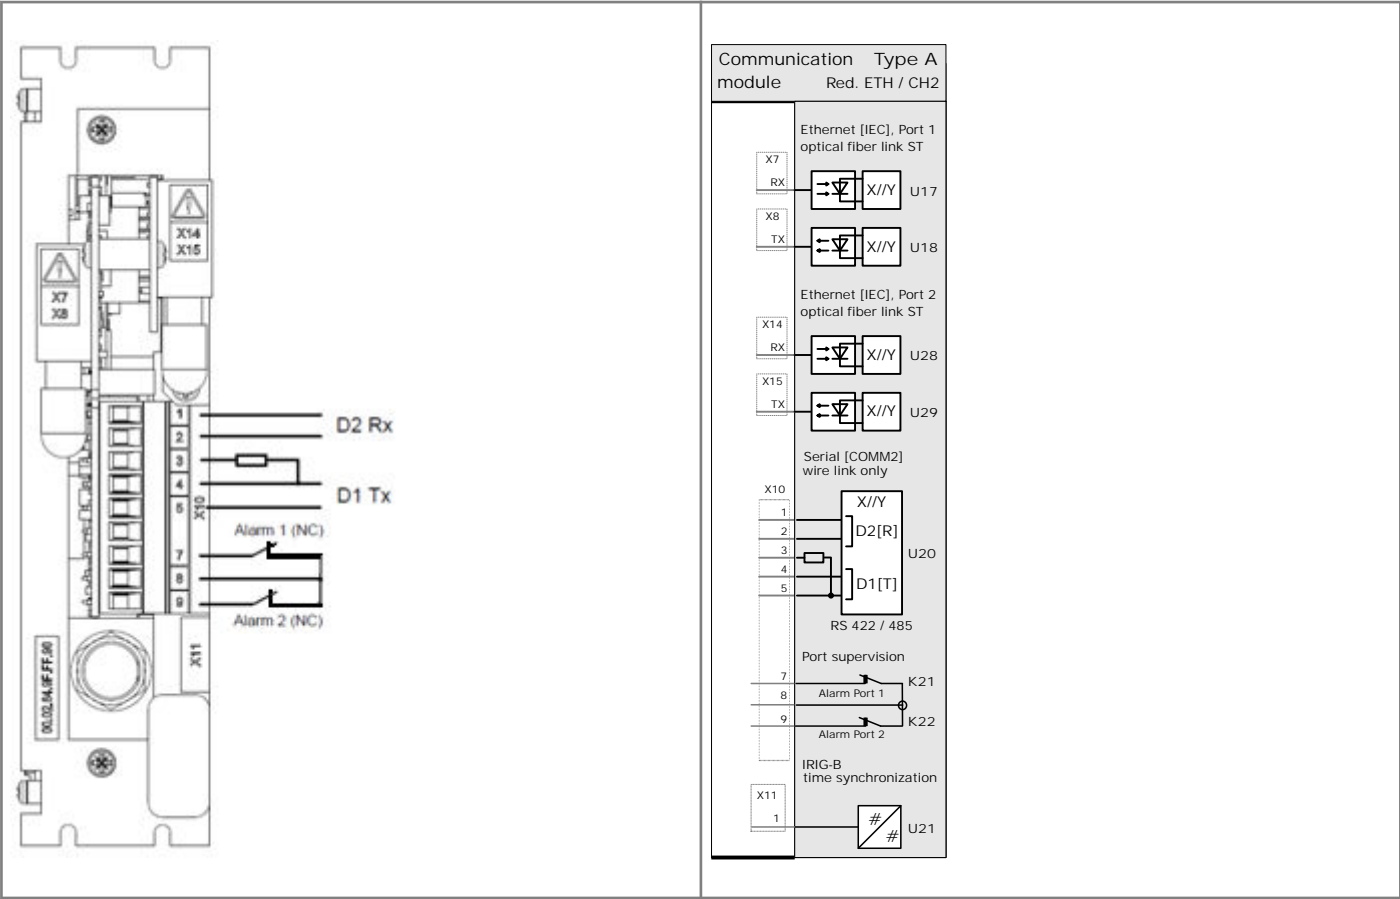 X14
X15
X7
X8
1
2
3
4
5
7
8
9
X10
D2 Rx
D1 Tx
Alarm 1 (NC)
Alarm 2 (NC)
X11
Communication Type A
module Red. ETH / CH2
Ethernet [IEC], Port 1
optical fiber link ST
X7
RX
X//Y
U17
X8
TX
X//Y
U18
Ethernet [IEC], Port 2
optical fiber link ST
X14
RX
X//Y
U28
X15
TX
X//Y
U29
Serial [COMM2]
wire link only
X10
X//Y
1
2
D2[R]
3
U20
4
D1[T]
5
RS 422 / 485
Port supervision
7
K21
Alarm Port 1
8
9
K22
Alarm Port 2
IRIG-B
time synchronization
X11
1
#
#
U21